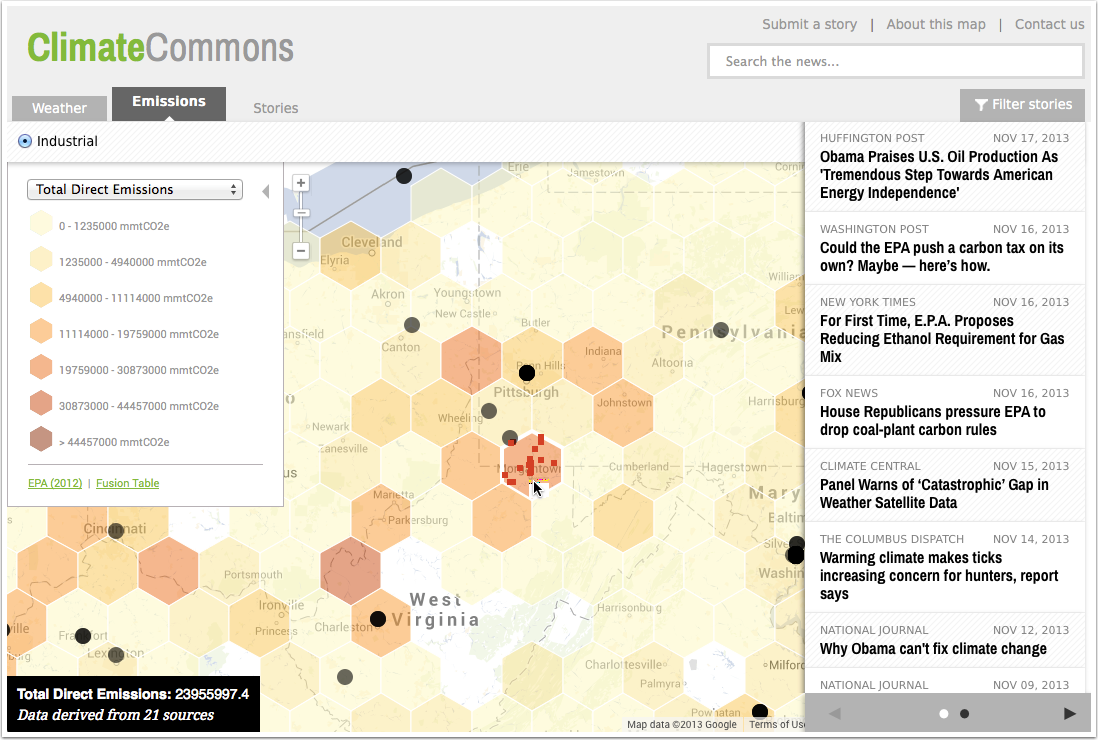 Submit a story | About this map | Contact us
ClimateCommons
Search the news...
Weather
Emissions
Stories
Filter stories
Industrial
Total Direct Emissions
0 - 1235000 mmtCO2e
1235000 - 4940000 mmtCO2e
4940000 - 11114000 mmtCO2e
11114000 - 19759000 mmtCO2e
19759000 - 30873000 mmtCO2e
30873000 - 44457000 mmtCO2e
> 44457000 mmtCO2e
EPA (2012) | Fusion Table
Erie
Jamestown
Cleveland
Elyria
Akron
Youngstown
New Castle
Butler
Canton
Indiana
Pennsylvania
Altoona
Penn Hills
Pittsburgh
Johnstown
Harrisburg
Newark
Wheeling
Zanesville
Morgantown
Cumberland
Hagerstown
Marietta
Parkersburg
Cincinnati
Portsmouth
West
Virginia
Ironville
Princess
Charleston
Harrisonburg
Frankfort
Lexington
Charlottesville
Milford
Palmyra
Powhatan
Total Direct Emissions: 23955997.4
Data derived from 21 sources
Map data ©2013 Google
Terms of Use
HUFFINGTON POST NOV 17, 2013
Obama Praises U.S. Oil Production As
'Tremendous Step Towards American
Energy Independence'
WASHINGTON POST NOV 16, 2013
Could the EPA push a carbon tax on its
own? Maybe — here’s how.
NEW YORK TIMES NOV 16, 2013
For First Time, E.P.A. Proposes
Reducing Ethanol Requirement for Gas
Mix
FOX NEWS NOV 16, 2013
House Republicans pressure EPA to
drop coal-plant carbon rules
CLIMATE CENTRAL NOV 15, 2013
Panel Warns of ‘Catastrophic’ Gap in
Weather Satellite Data
THE COLUMBUS DISPATCH NOV 14, 2013
Warming climate makes ticks
increasing concern for hunters, report
says
NATIONAL JOURNAL NOV 12, 2013
Why Obama can't fix climate change
NATIONAL JOURNAL NOV 09, 2013